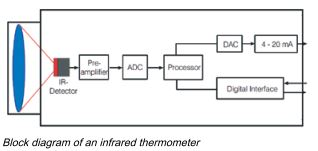 DAC
4 - 20 mA
Pre-
amplifier
ADC
Processor
IR-
Detector
Digital Interface
Block diagram of an infrared thermometer